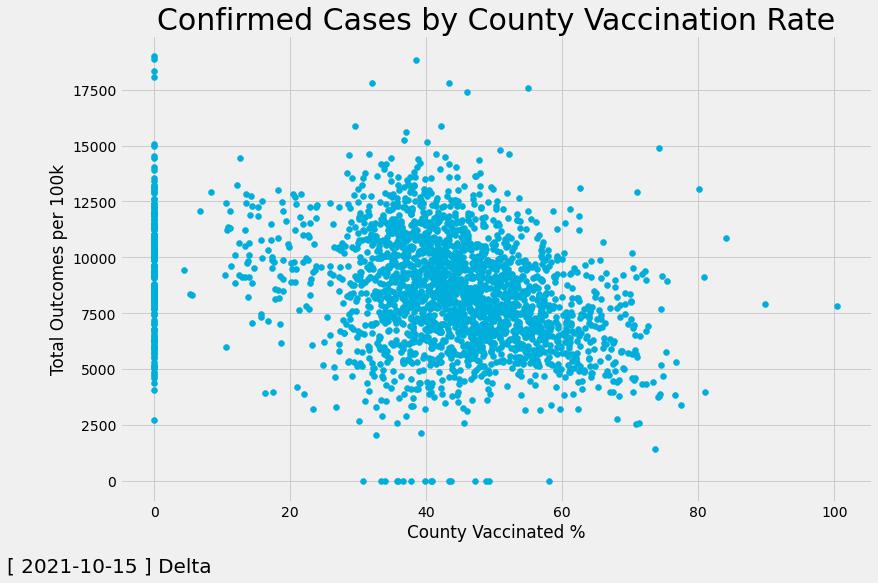 Confirmed Cases by County Vaccination Rate
Total Outcomes per 100k
17500
15000
12500
10000
7500
5000
2500
0
0 20 40 60 80 100
County Vaccinated %
[ 2021-10-15 ] Delta